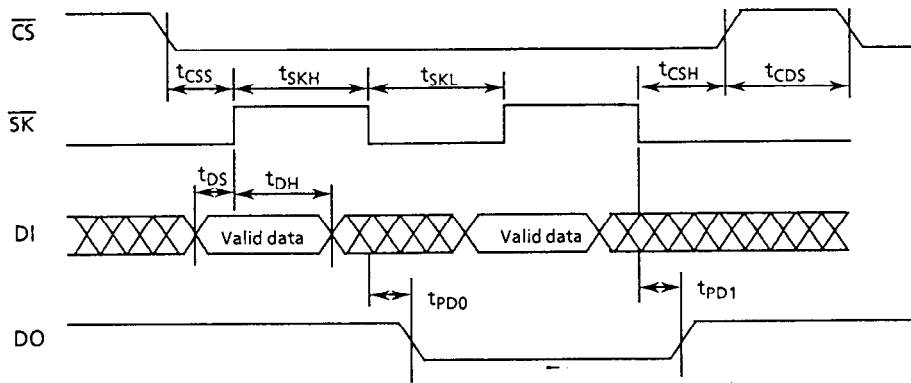 CS
tCSS tSKH tSKL tCSH tCDS
SK
tDS tDH
DI Valid data Valid data
tPD0 tPD1
DO